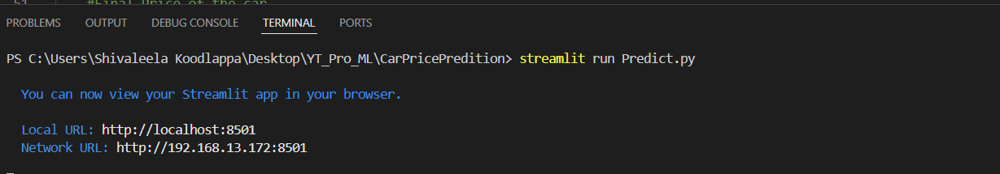 51 #Final Price of the car
PROBLEMS OUTPUT DEBUG CONSOLE TERMINAL PORTS
PS C:\Users\Shivaleela Koodlappa\Desktop\YT_Pro_ML\CarPricePredition> streamlit run Predict.py
You can now view your Streamlit app in your browser.
Local URL: http://localhost:8501
Network URL: http://192.168.13.172:8501